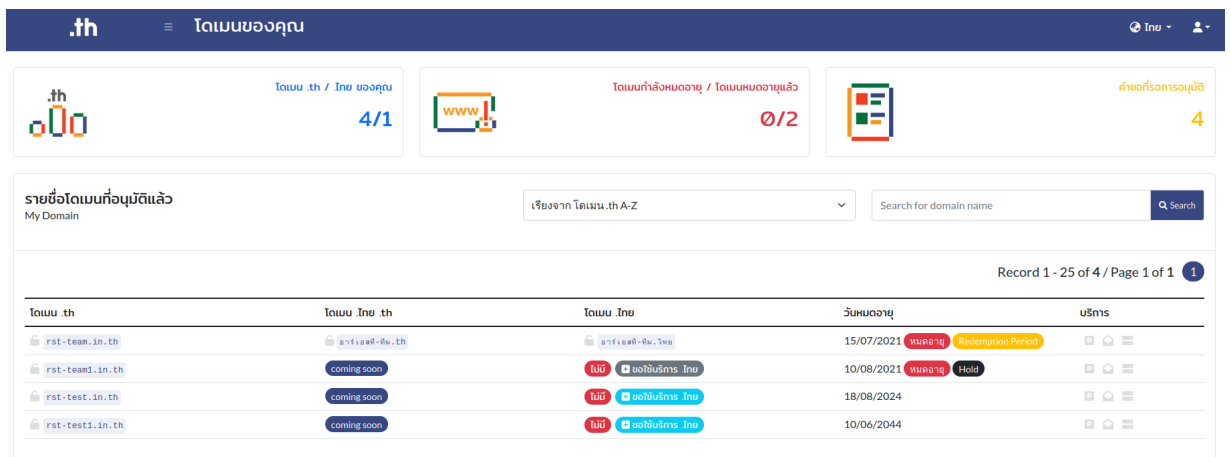 .th ≡ โดเมนของคุณ ไทย
.th
โดเมน .th / .ไทย ของคุณ
4/1
www
โดเมนกำลังหมดอายุ / โดเมนหมดอายุแล้ว
0/2
คำขอที่รอการอนุมัติ
4
รายชื่อโดเมนที่อนุมัติแล้ว
My Domain
เรียงจาก โดเมน .th A-Z
Search for domain name
Search
Record 1 - 25 of 4 / Page 1 of 1 1
โดเมน .th โดเมน .ไทย .th โดเมน .ไทย วันหมดอายุ บริการ
rst-team.in.th อาร์เอสที-ทีม.th อาร์เอสที-ทีม.ไทย 15/07/2021 หมดอายุ Redemption Period
rst-team1.in.th coming soon ไม่มี ขอใช้บริการ .ไทย 10/08/2021 หมดอายุ Hold
rst-test.in.th coming soon ไม่มี ขอใช้บริการ .ไทย 18/08/2024
rst-test1.in.th coming soon ไม่มี ขอใช้บริการ .ไทย 10/06/2044